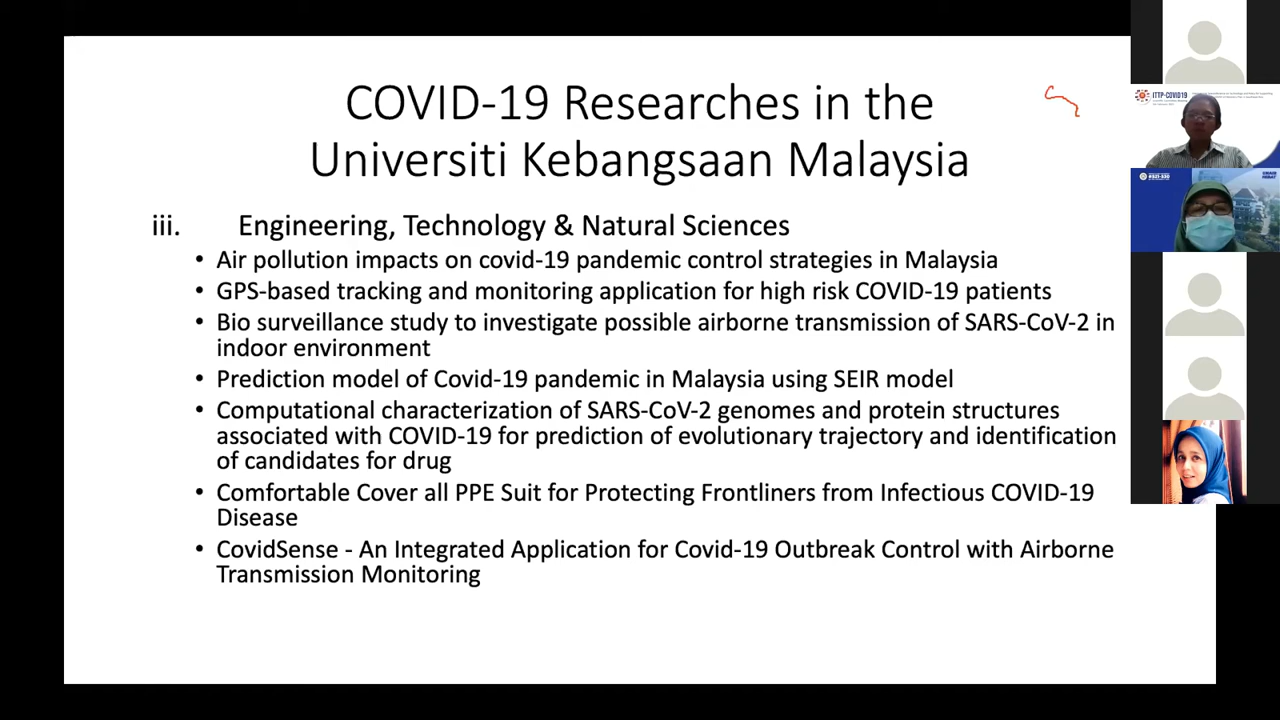 COVID-19 Researches in the
Universiti Kebangsaan Malaysia
iii. Engineering, Technology & Natural Sciences
• Air pollution impacts on covid-19 pandemic control strategies in Malaysia
• GPS-based tracking and monitoring application for high risk COVID-19 patients
• Bio surveillance study to investigate possible airborne transmission of SARS-CoV-2 in
indoor environment
• Prediction model of Covid-19 pandemic in Malaysia using SEIR model
• Computational characterization of SARS-CoV-2 genomes and protein structures
associated with COVID-19 for prediction of evolutionary trajectory and identification
of candidates for drug
• Comfortable Cover all PPE Suit for Protecting Frontliners from Infectious COVID-19
Disease
• CovidSense - An Integrated Application for Covid-19 Outbreak Control with Airborne
Transmission Monitoring
ITTP-COVID19